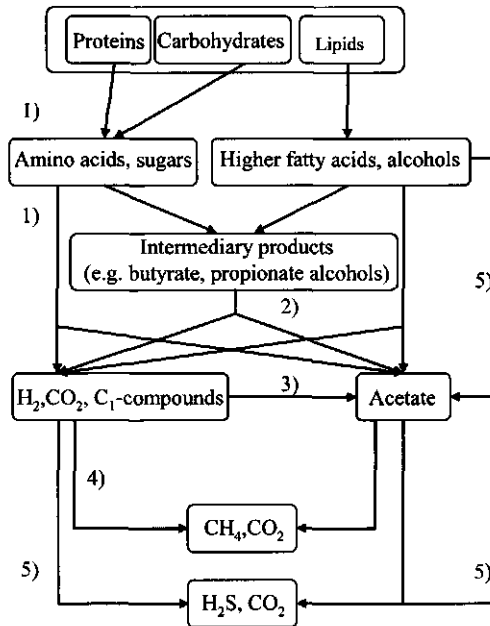 Proteins Carbohydrates Lipids
1)
Amino acids, sugars Higher fatty acids, alcohols
1)
Intermediary products
(e.g. butyrate, propionate alcohols)
5)
2)
H₂,CO₂, C₁-compounds 3) Acetate
4)
CH₄,CO₂
5) 5)
H₂S, CO₂